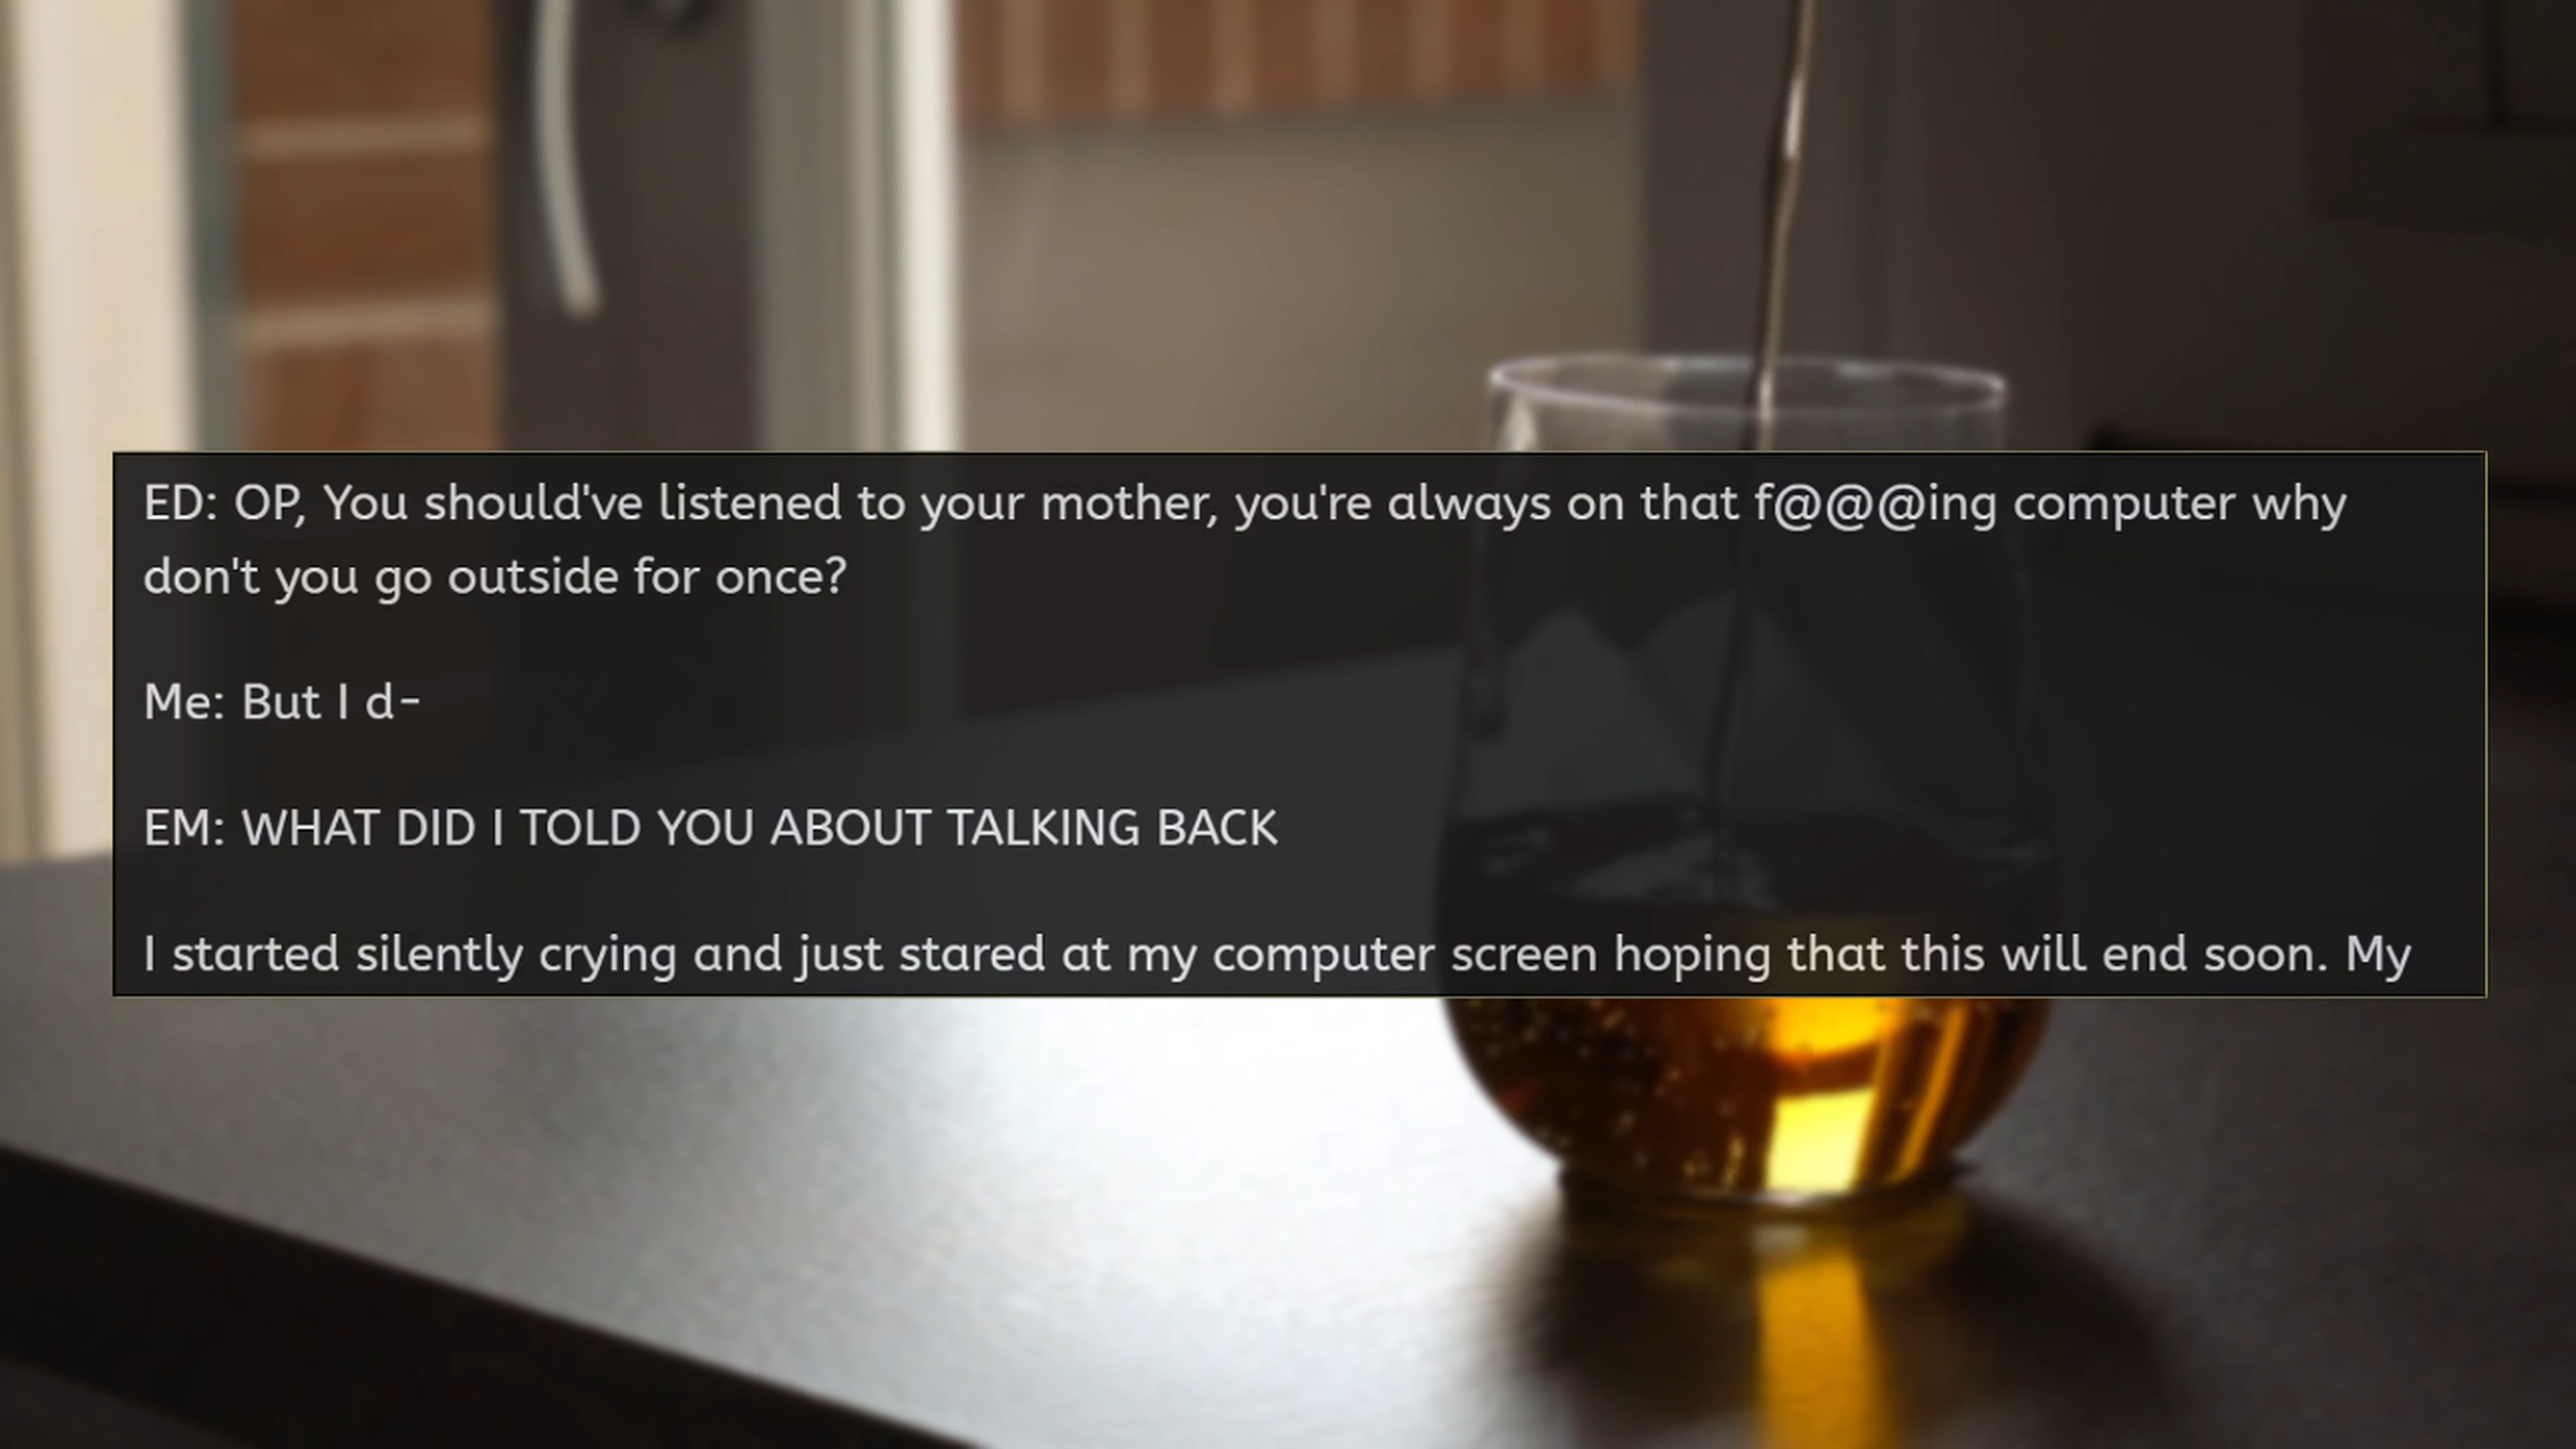 ED: OP, You should've listened to your mother, you're always on that f@@@ing computer why
don't you go outside for once?
Me: But I d-
EM: WHAT DID I TOLD YOU ABOUT TALKING BACK
I started silently crying and just stared at my computer screen hoping that this will end soon. My